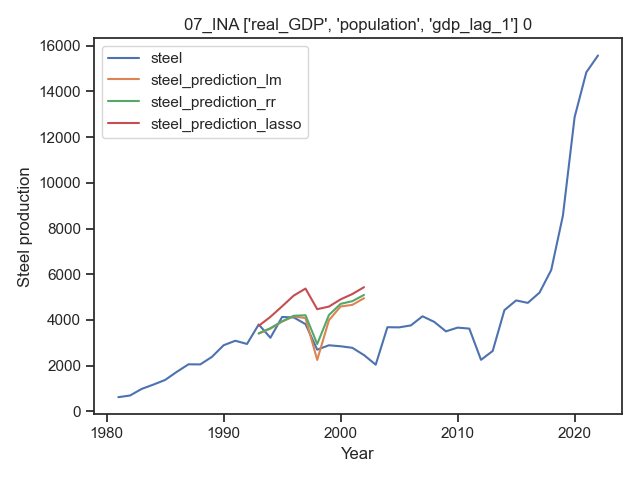 07_INA ['real_GDP', 'population', 'gdp_lag_1'] 0
steel
steel_prediction_lm
steel_prediction_rr
steel_prediction_lasso
16000
14000
12000
10000
8000
6000
4000
2000
0
Steel production
1980
1990
2000
2010
2020
Year